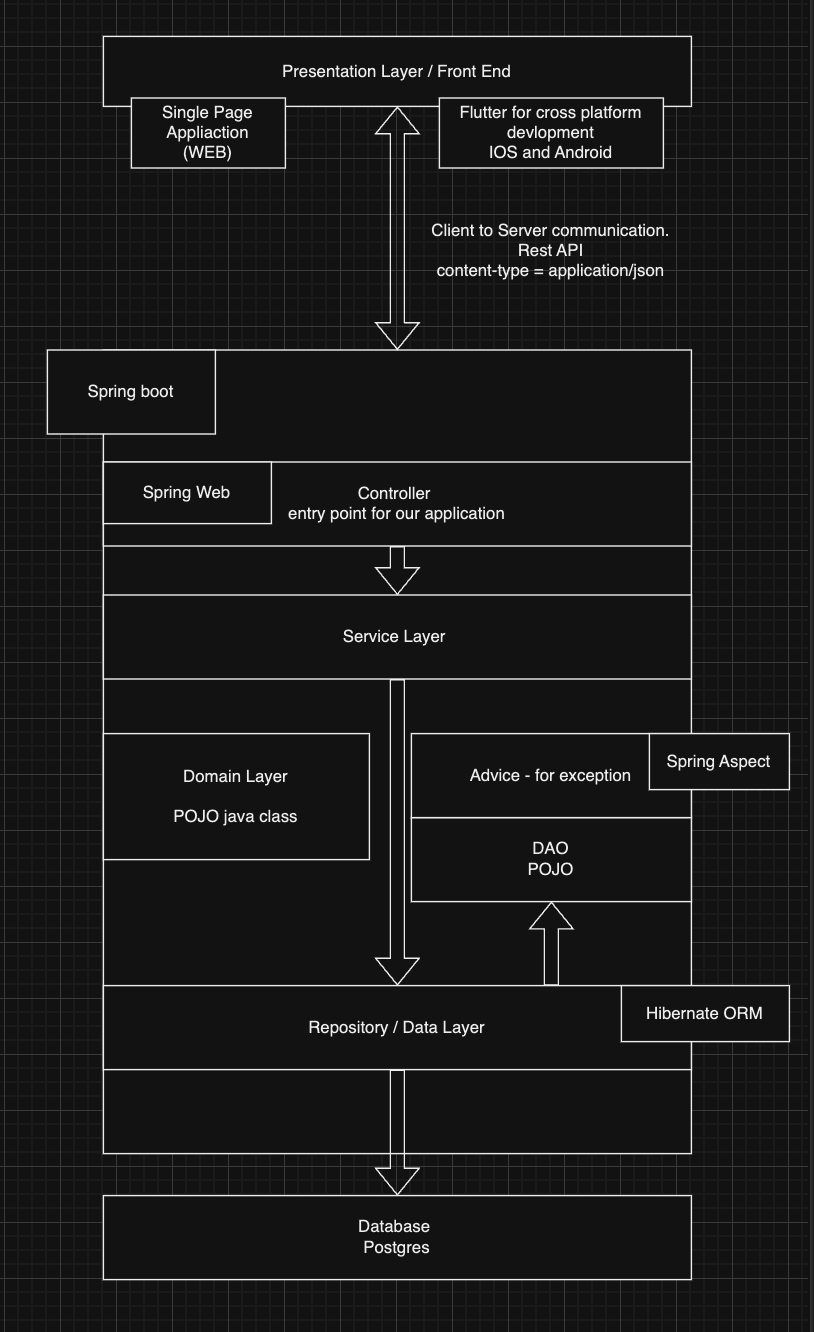 Presentation Layer / Front End
Single Page
Appliaction
(WEB)
Flutter for cross platform
devlopment
IOS and Android
Client to Server communication.
Rest API
content-type = application/json
Spring boot
Spring Web
Controller
entry point for our application
Service Layer
Domain Layer
POJO java class
Advice - for exception
Spring Aspect
DAO
POJO
Repository / Data Layer
Hibernate ORM
Database
Postgres